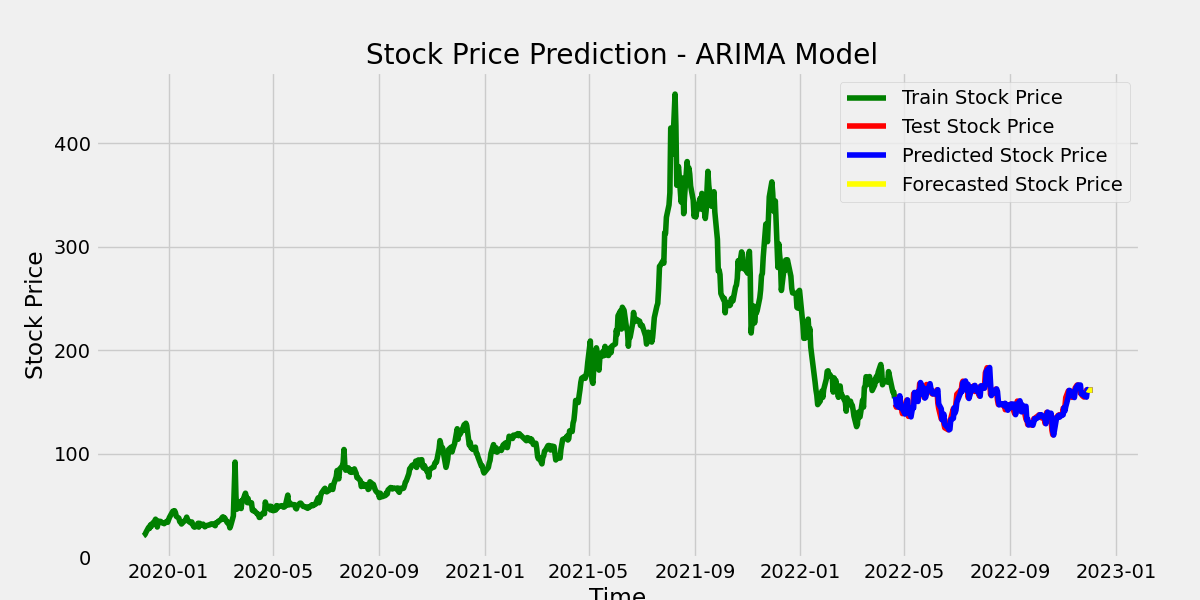 Stock Price Prediction - ARIMA Model
Train Stock Price
Test Stock Price
Predicted Stock Price
Forecasted Stock Price
Stock Price
400
300
200
100
0
2020-01 2020-05 2020-09 2021-01 2021-05 2021-09 2022-01 2022-05 2022-09 2023-01
Time